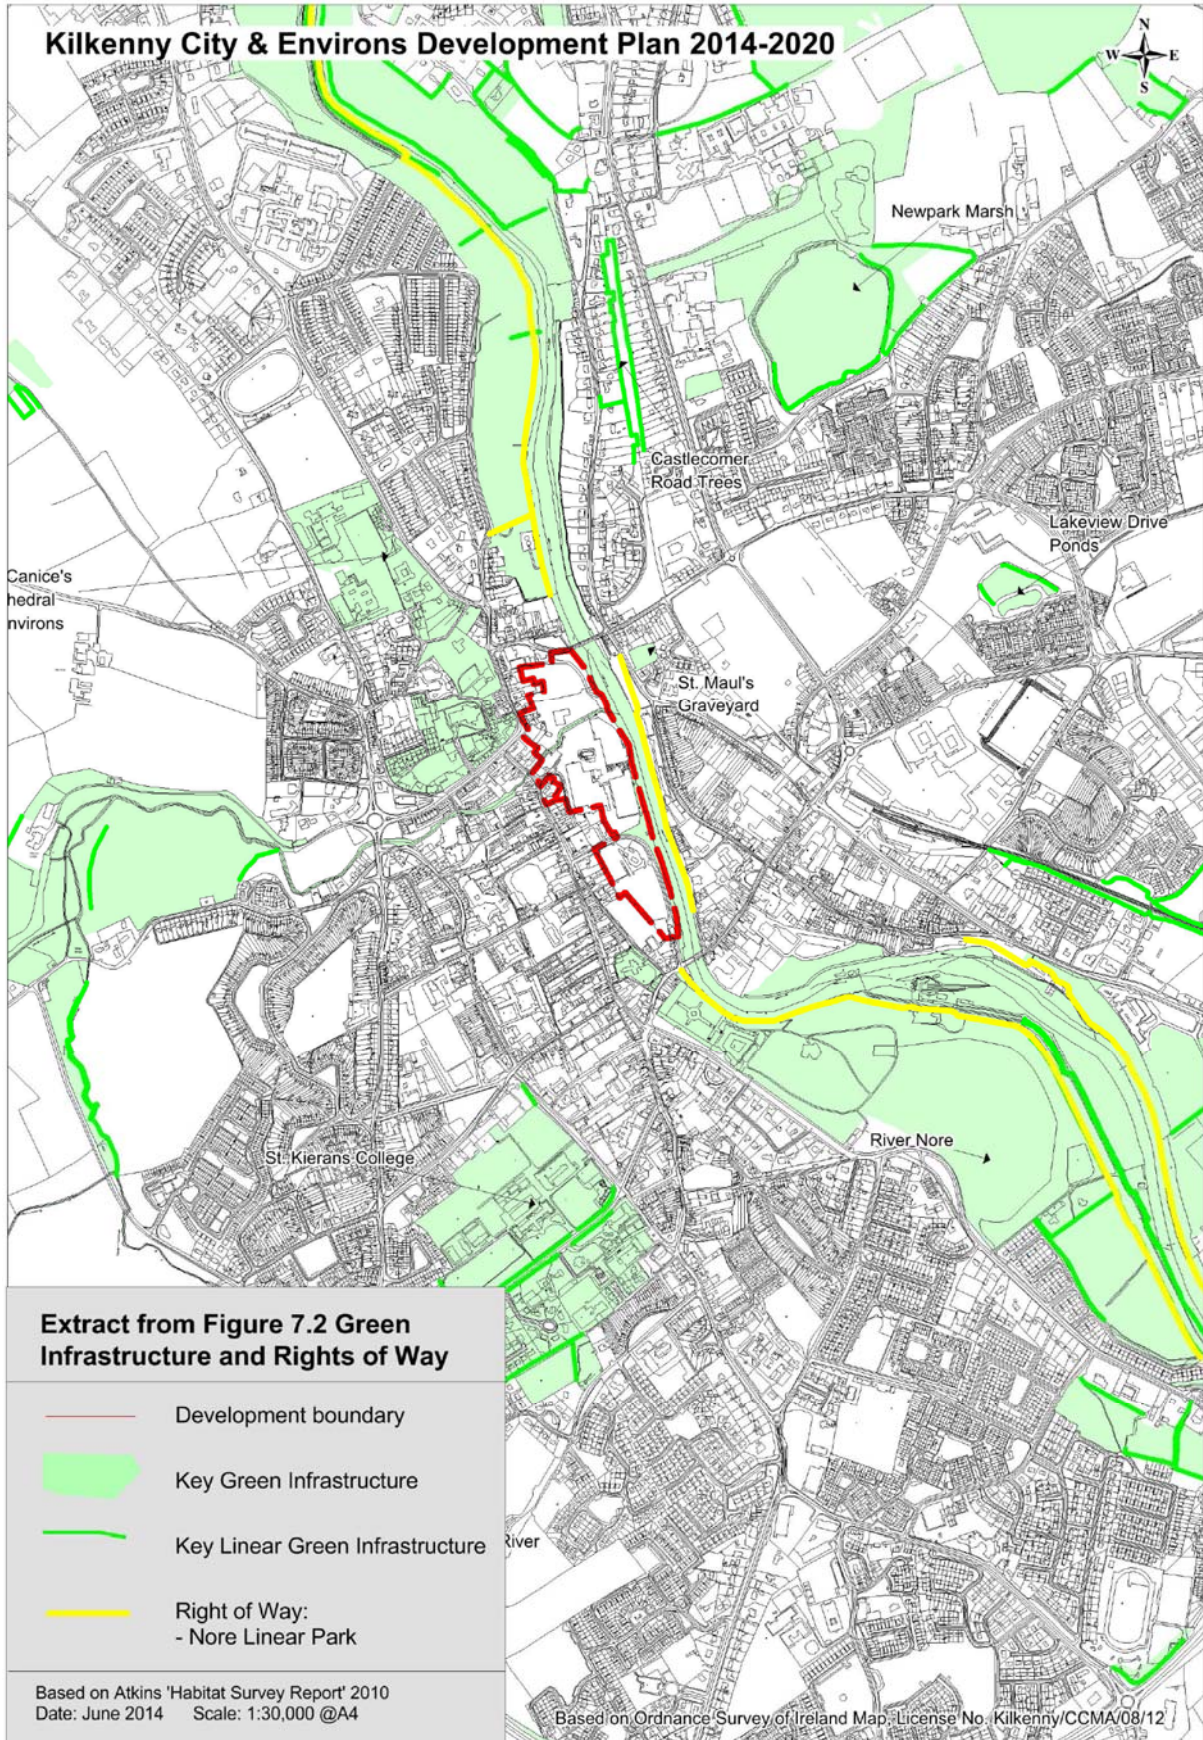 Kilkenny City & Environs Development Plan 2014-2020
N
W E
S
Newpark Marsh
Castlecomer
Road Trees
Lakeview Drive
Ponds
Canice's
hedral
nvirons
St. Maul's
Graveyard
River Nore
St. Kierans College
Extract from Figure 7.2 Green
Infrastructure and Rights of Way
Development boundary
Key Green Infrastructure
Key Linear Green Infrastructure
River
Right of Way:
- Nore Linear Park
Based on Atkins 'Habitat Survey Report' 2010
Date: June 2014 Scale: 1:30,000 @A4
Based on Ordnance Survey of Ireland Map, License No. Kilkenny/CCMA/08/12